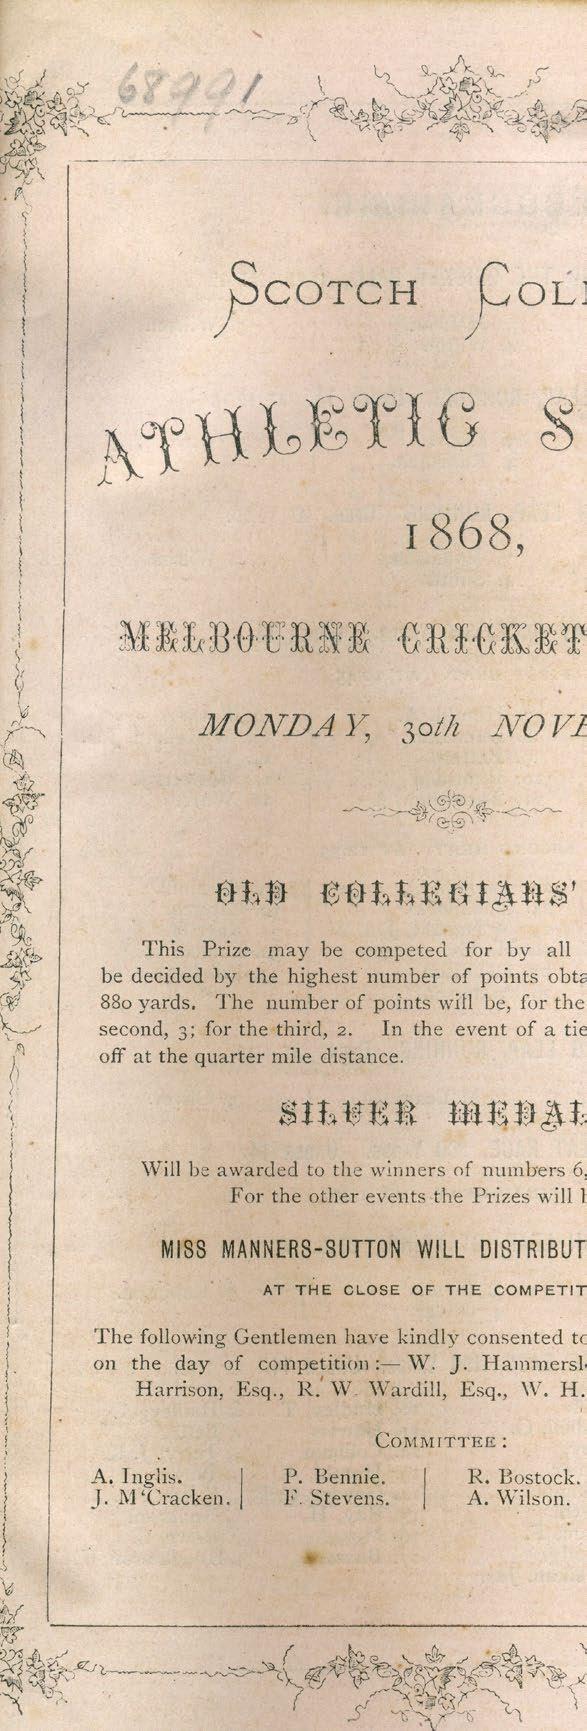 68991
SCOTCH COLL
ATHLETIC S
1868,
MELBOURNE CRICKET
MONDAY, 30th NOVE
OLD COLLEGIANS'
This Prize may be competed for by all
be decided by the highest number of points obta
880 yards. The number of points will be, for the
second, 3; for the third, 2. In the event of a tie
off at the quarter mile distance.
SILVER MEDAL
Will be awarded to the winners of numbers 6,
For the other events the Prizes will b
MISS MANNERS-SUTTON WILL DISTRIBUT
AT THE CLOSE OF THE COMPETIT
The following Gentlemen have kindly consented to
on the day of competition :— W. J. Hammersl
Harrison, Esq., R. W. Wardill, Esq., W. H.
COMMITTEE :
A. Inglis. P. Bennie. R. Bostock.
J. M‘Cracken. F. Stevens. A. Wilson.